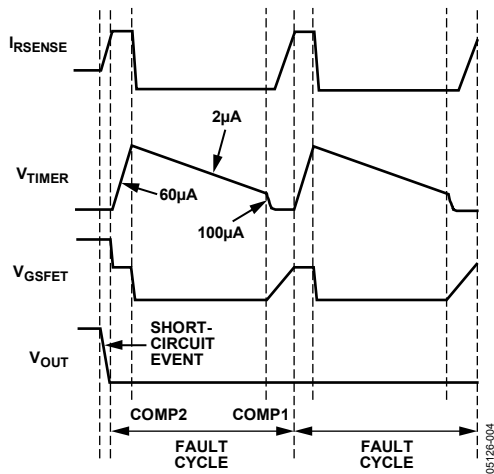 IRSENSE
2µA
VTIMER
60µA
100µA
VGSFET
SHORT-
CIRCUIT
EVENT
VOUT
COMP2
COMP1
FAULT
CYCLE
FAULT
CYCLE
05126-004